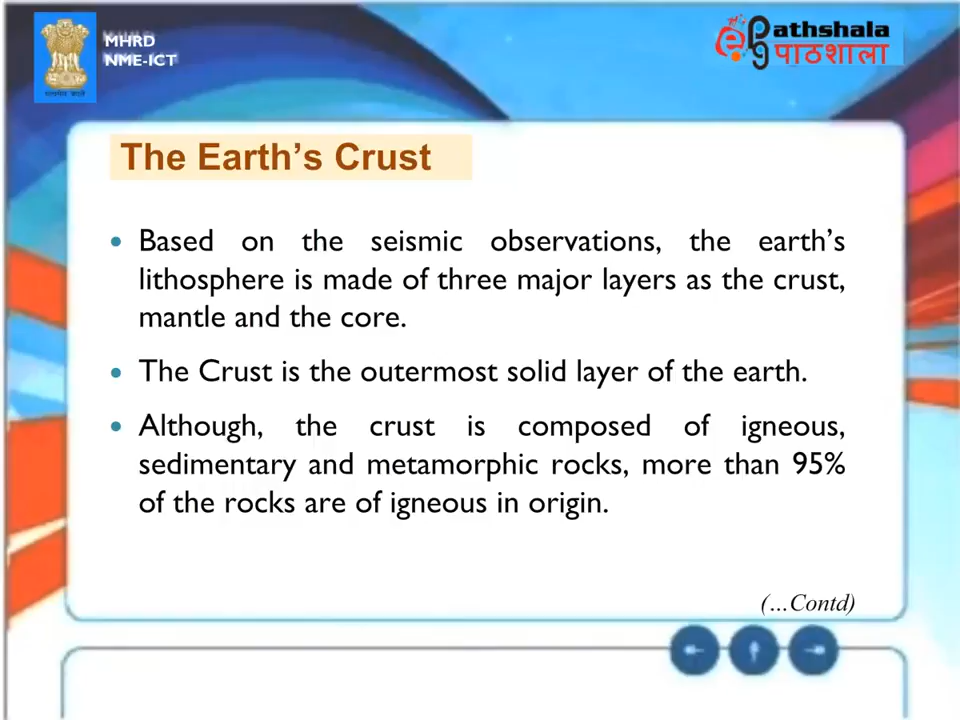 MHRD
NME-ICT
Pathshala
पाठशाला
The Earth's Crust
• Based on the seismic observations, the earth's
lithosphere is made of three major layers as the crust,
mantle and the core.
• The Crust is the outermost solid layer of the earth.
• Although, the crust is composed of igneous,
sedimentary and metamorphic rocks, more than 95%
of the rocks are of igneous in origin.
(...Contd)